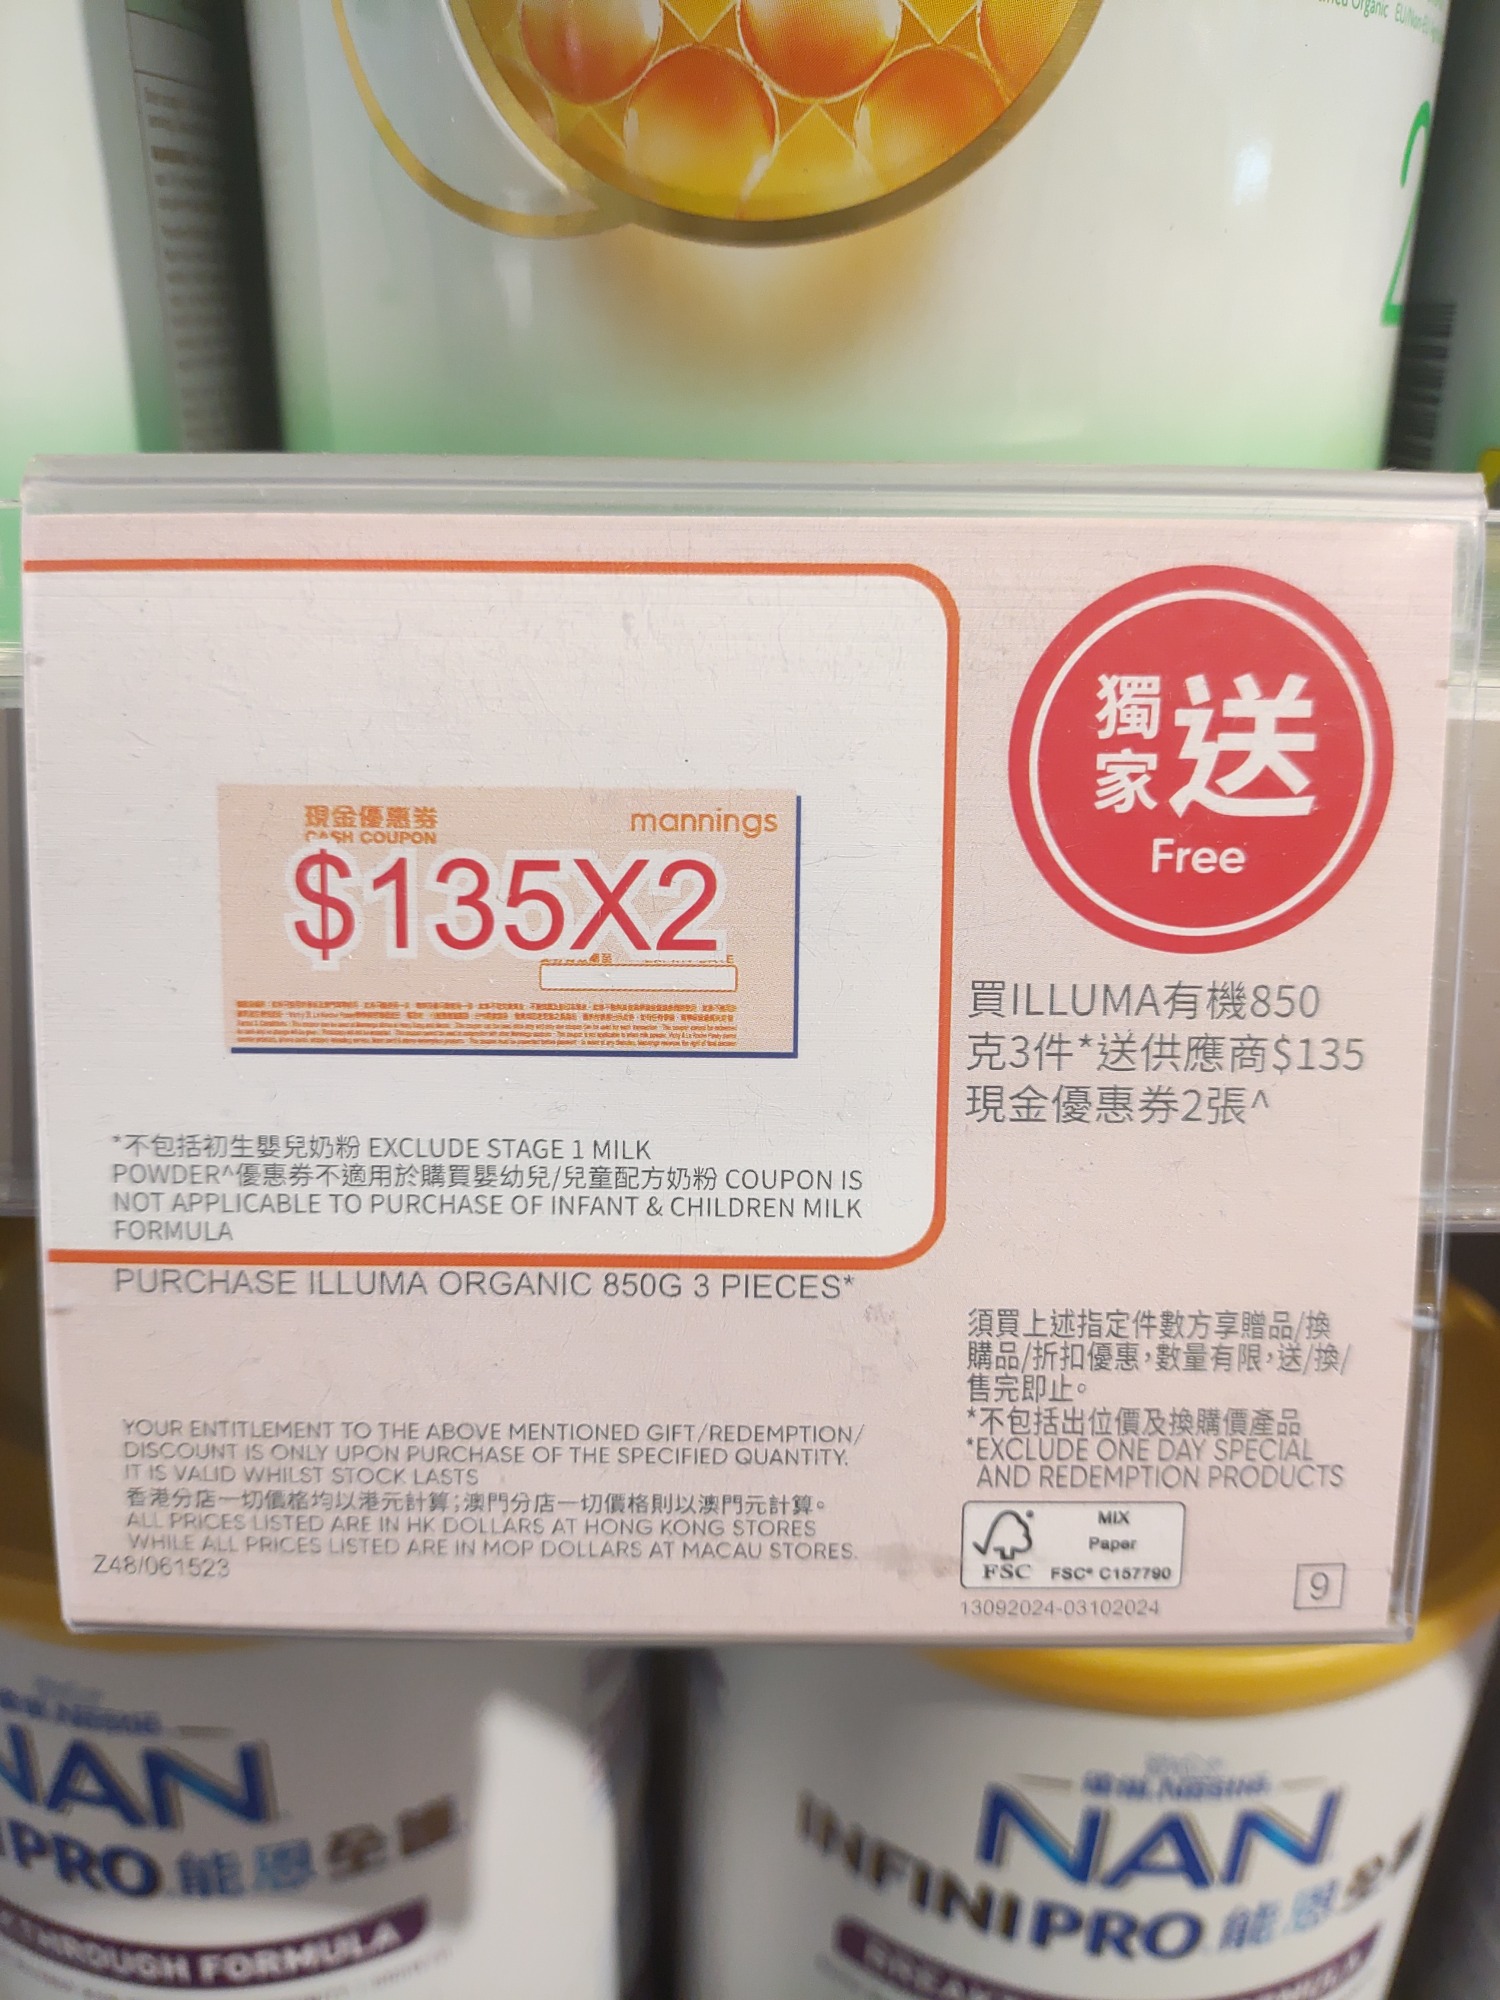 Organic
2
獨家送
Free
現金優惠券
CASH COUPON
mannings
$135X2
買ILLUMA有機850
克3件*送供應商$135
現金優惠券2張^
*不包括初生嬰兒奶粉 EXCLUDE STAGE 1 MILK
POWDER^優惠券不適用於購買嬰幼兒/兒童配方奶粉 COUPON IS
NOT APPLICABLE TO PURCHASE OF INFANT & CHILDREN MILK
FORMULA
PURCHASE ILLUMA ORGANIC 850G 3 PIECES*
須買上述指定件數方享贈品/換
購品/折扣優惠，數量有限，送/換/
售完即止。
*不包括出位價及換購價產品
*EXCLUDE ONE DAY SPECIAL
AND REDEMPTION PRODUCTS
YOUR ENTITLEMENT TO THE ABOVE MENTIONED GIFT/REDEMPTION/
DISCOUNT IS ONLY UPON PURCHASE OF THE SPECIFIED QUANTITY.
IT IS VALID WHILST STOCK LASTS
香港分店一切價格均以港元計算；澳門分店一切價格則以澳門元計算。
ALL PRICES LISTED ARE IN HK DOLLARS AT HONG KONG STORES
WHILE ALL PRICES LISTED ARE IN MOP DOLLARS AT MACAU STORES.
Z48/061523
FSC
MIX
Paper
FSC® C157790
13092024-03102024
9
NAN
PRO 能恩全護
THROUGH FORMULA
NAN
INFINIPRO 能恩全